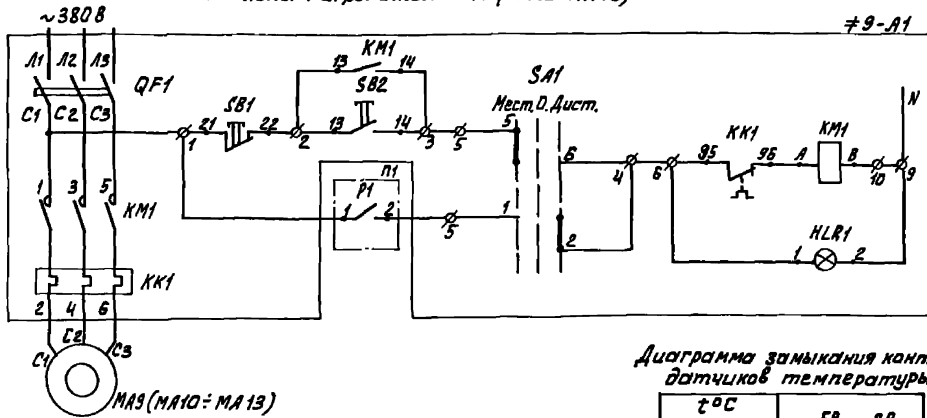 ~380 В
≠9-А1
Л1 Л2 Л3
QF1
С1 С2 С3
SB1
21 22
1
2
КМ1
13 14
SB2
13 14
3
5
SA1
Мест. О. Дист.
5
6
1
2
4
6
КК1
95 96
А КМ1 В
10
9
N
HLR1
1 2
П1
Р1
1 2
5
1 3 5
КМ1
КК1
2 4 6
С1 С2 С3
МА9 (МА10÷МА13)
Диаграмма замыкания конт
датчиков температуры
t°C